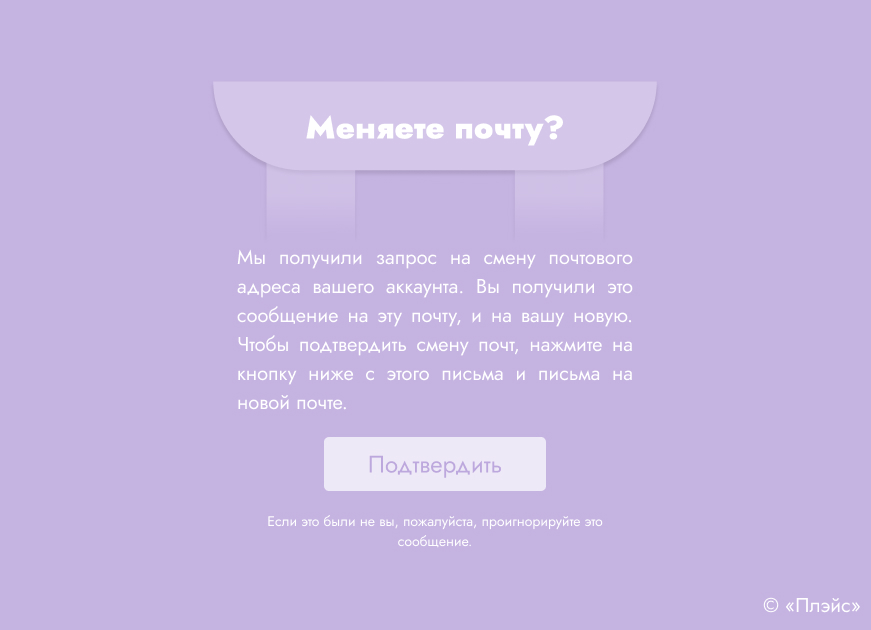 Меняете почту?
Мы получили запрос на смену почтового
адреса вашего аккаунта. Вы получили это
сообщение на эту почту, и на вашу новую.
Чтобы подтвердить смену почт, нажмите на
кнопку ниже с этого письма и письма на
новой почте.
Подтвердить
Если это были не вы, пожалуйста, проигнорируйте это
сообщение.
© «Плэйс»